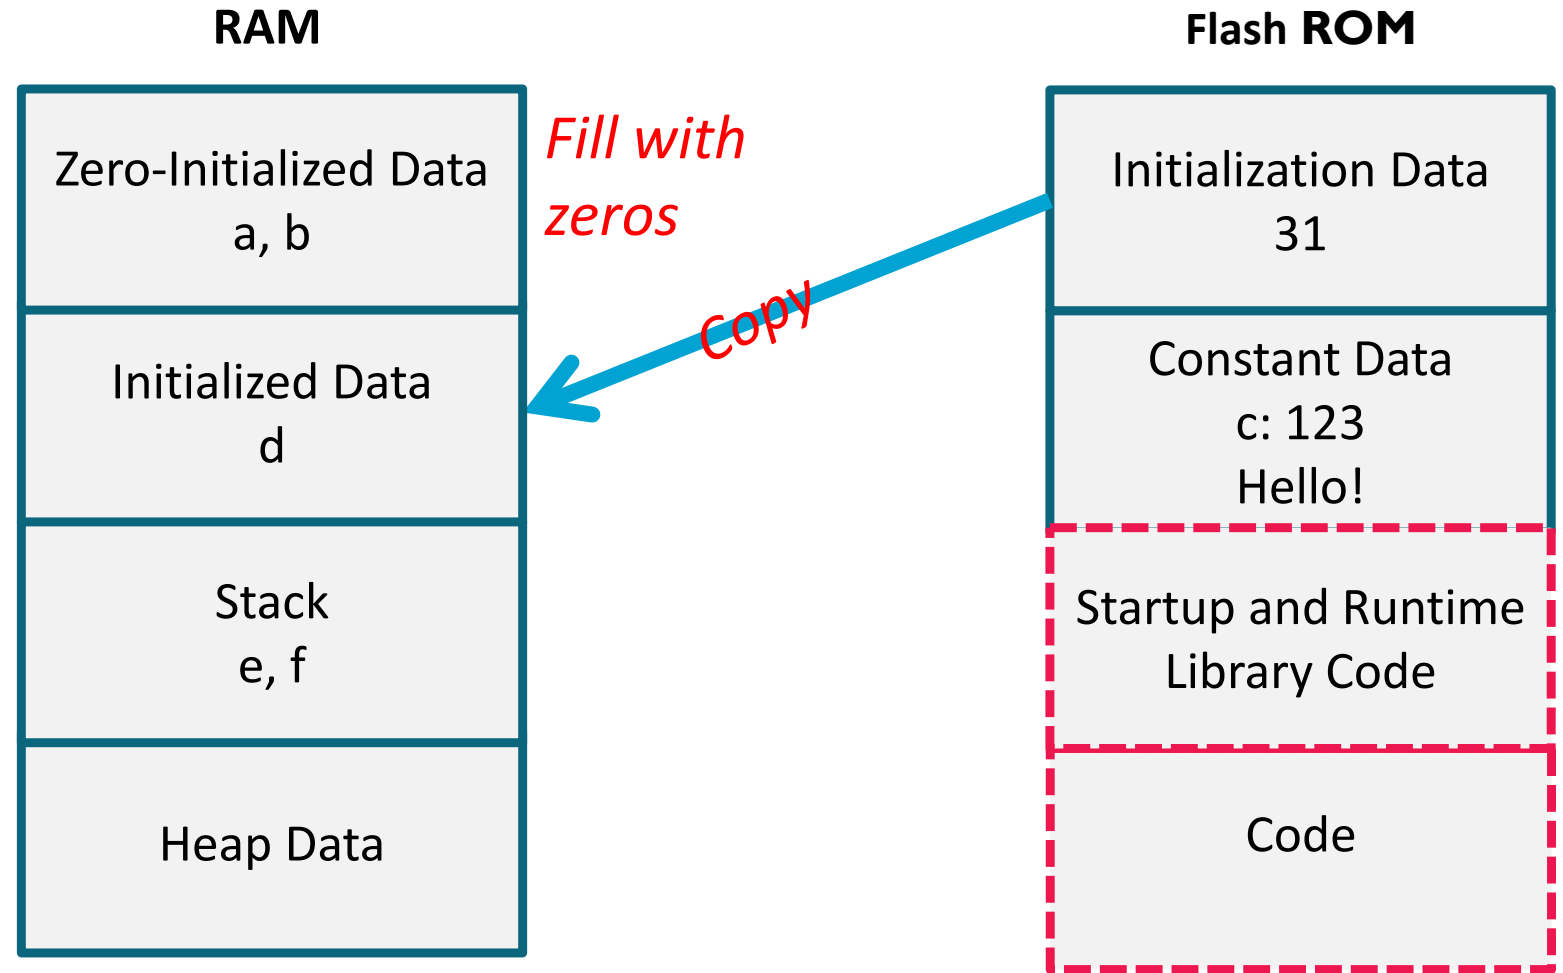 RAM
Zero-Initialized Data
a, b
Initialized Data
d
Stack
e, f
Heap Data
Fill with
zeros
Copy
Flash ROM
Initialization Data
31
Constant Data
c: 123
Hello!
Startup and Runtime
Library Code
Code